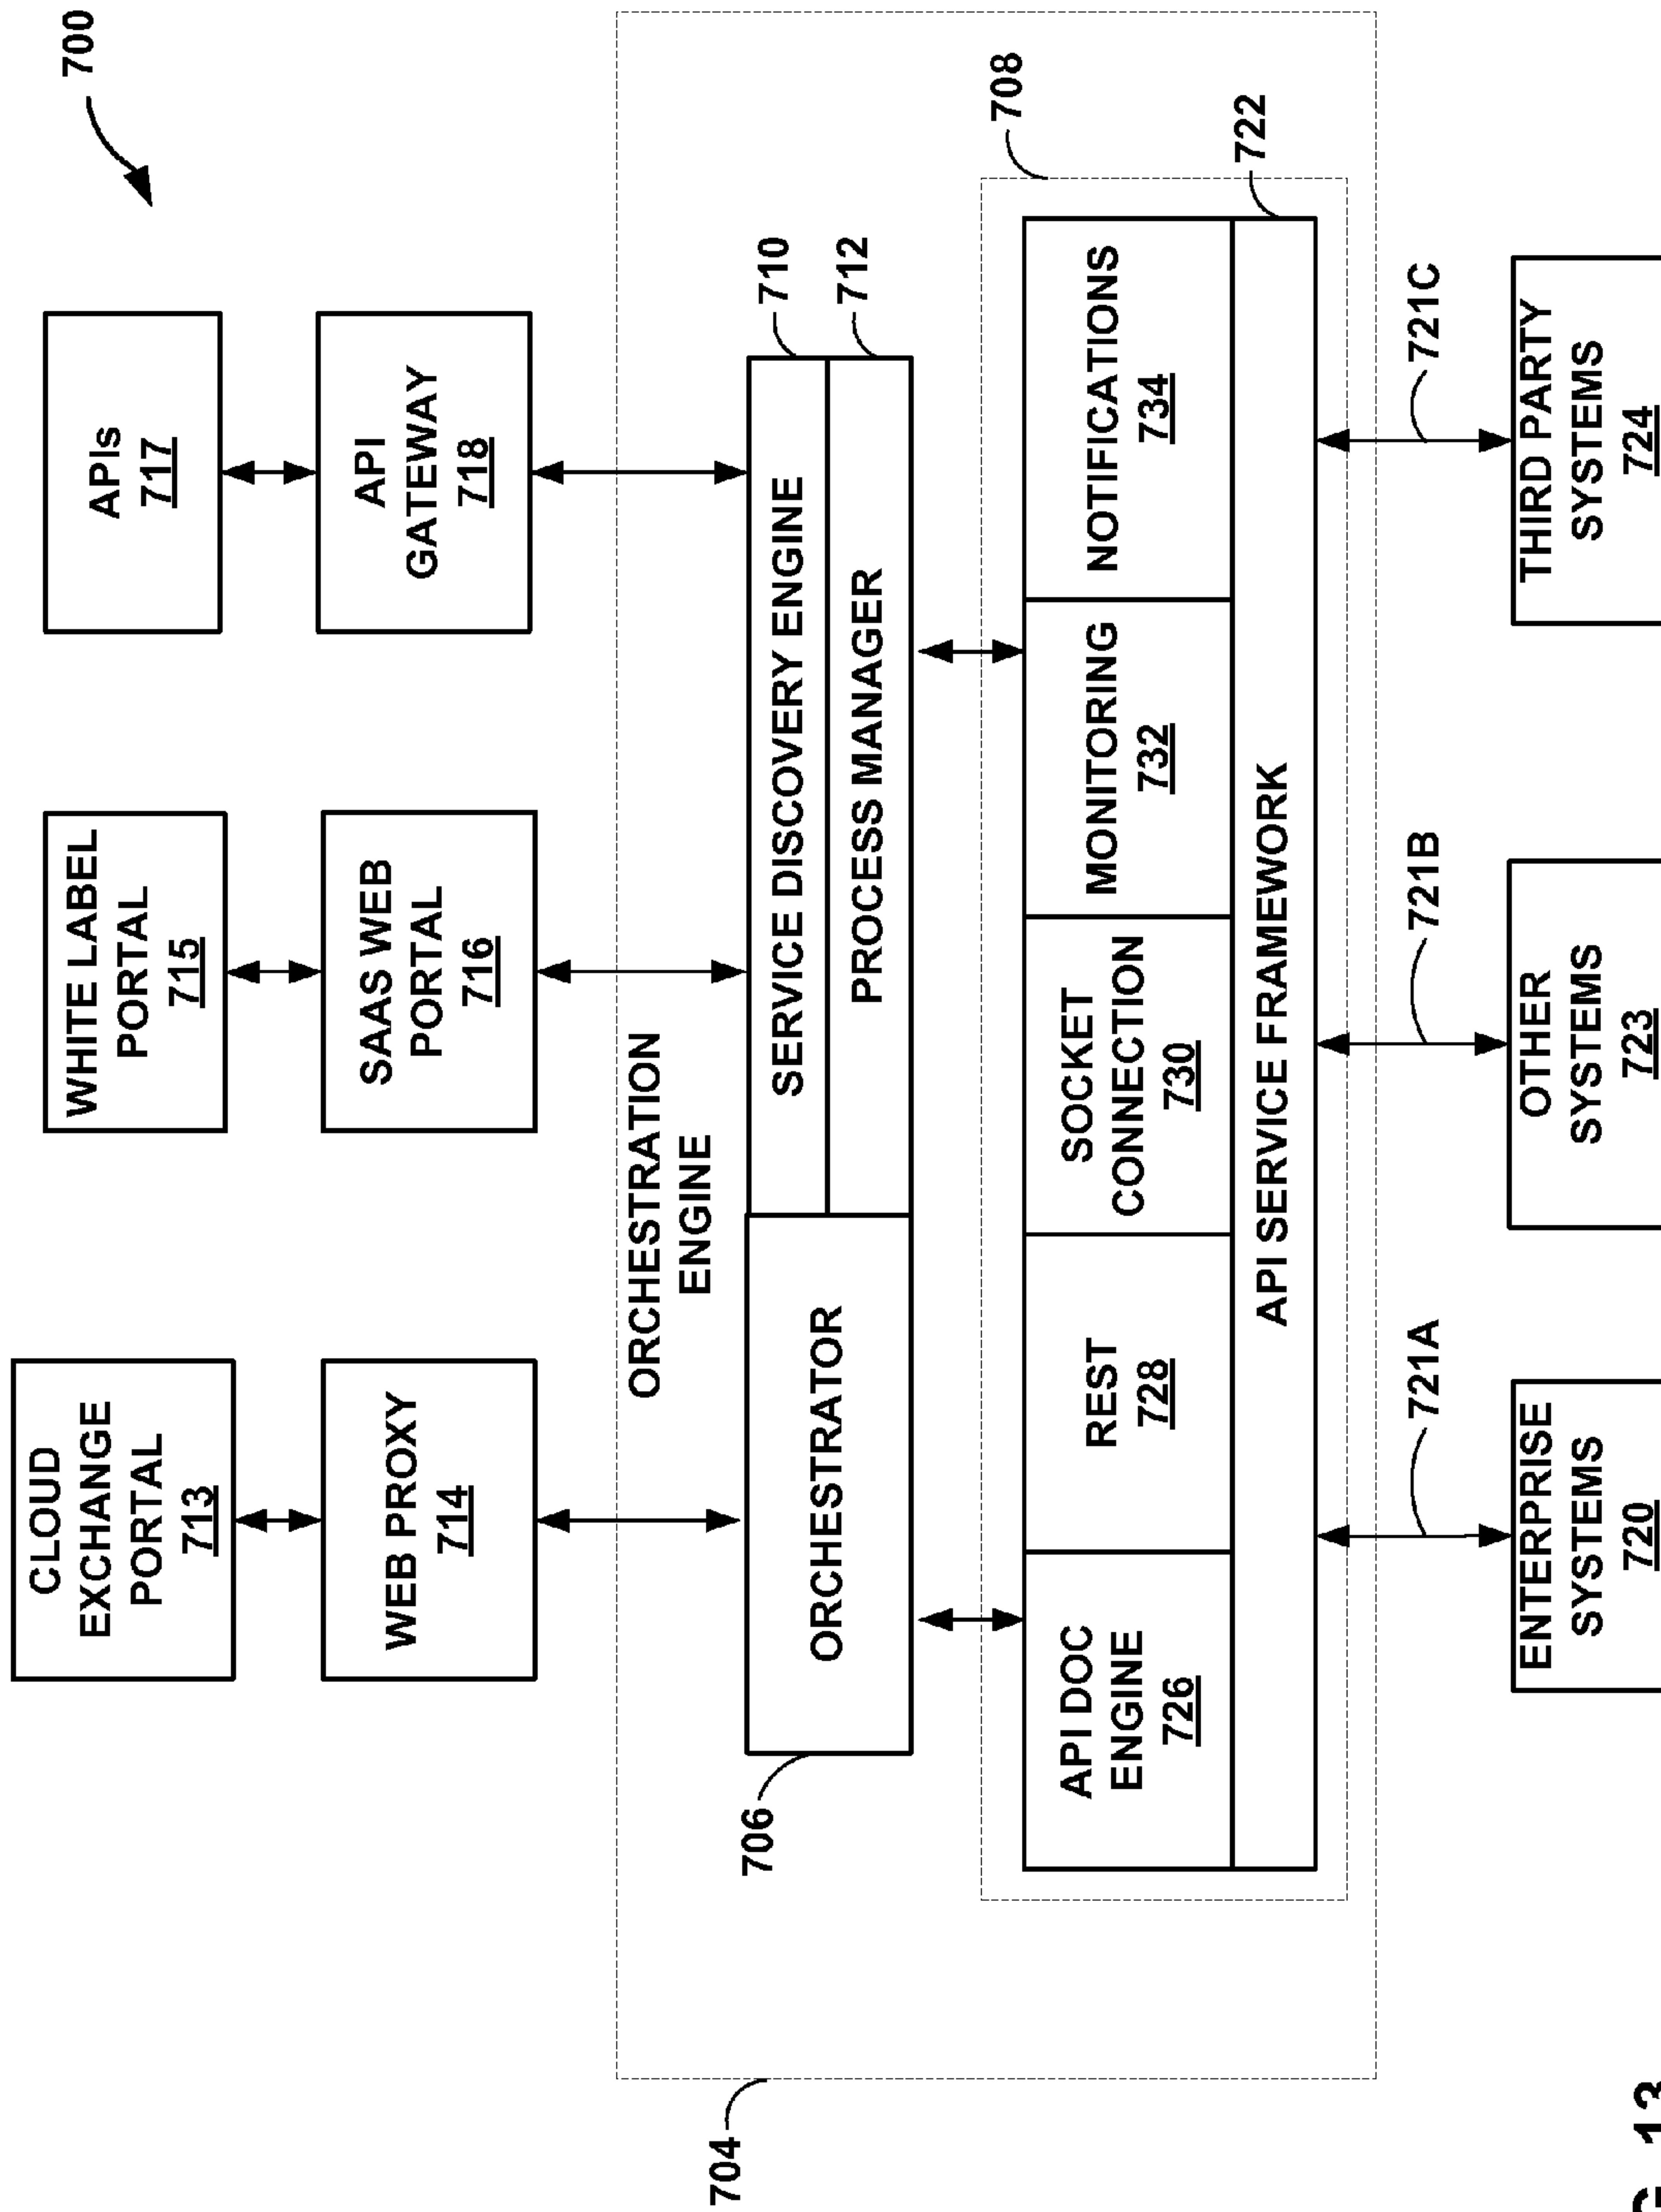 700
CLOUD
EXCHANGE
PORTAL
713
WHITE LABEL
PORTAL
715
APIs
717
WEB PROXY
714
SAAS WEB
PORTAL
716
API
GATEWAY
718
704
ORCHESTRATION
ENGINE
706
ORCHESTRATOR
SERVICE DISCOVERY ENGINE
710
PROCESS MANAGER
712
708
API DOC
ENGINE
726
REST
728
SOCKET
CONNECTION
730
MONITORING
732
NOTIFICATIONS
734
API SERVICE FRAMEWORK
722
721A
721B
721C
ENTERPRISE
SYSTEMS
720
OTHER
SYSTEMS
723
THIRD PARTY
SYSTEMS
724
G. 13